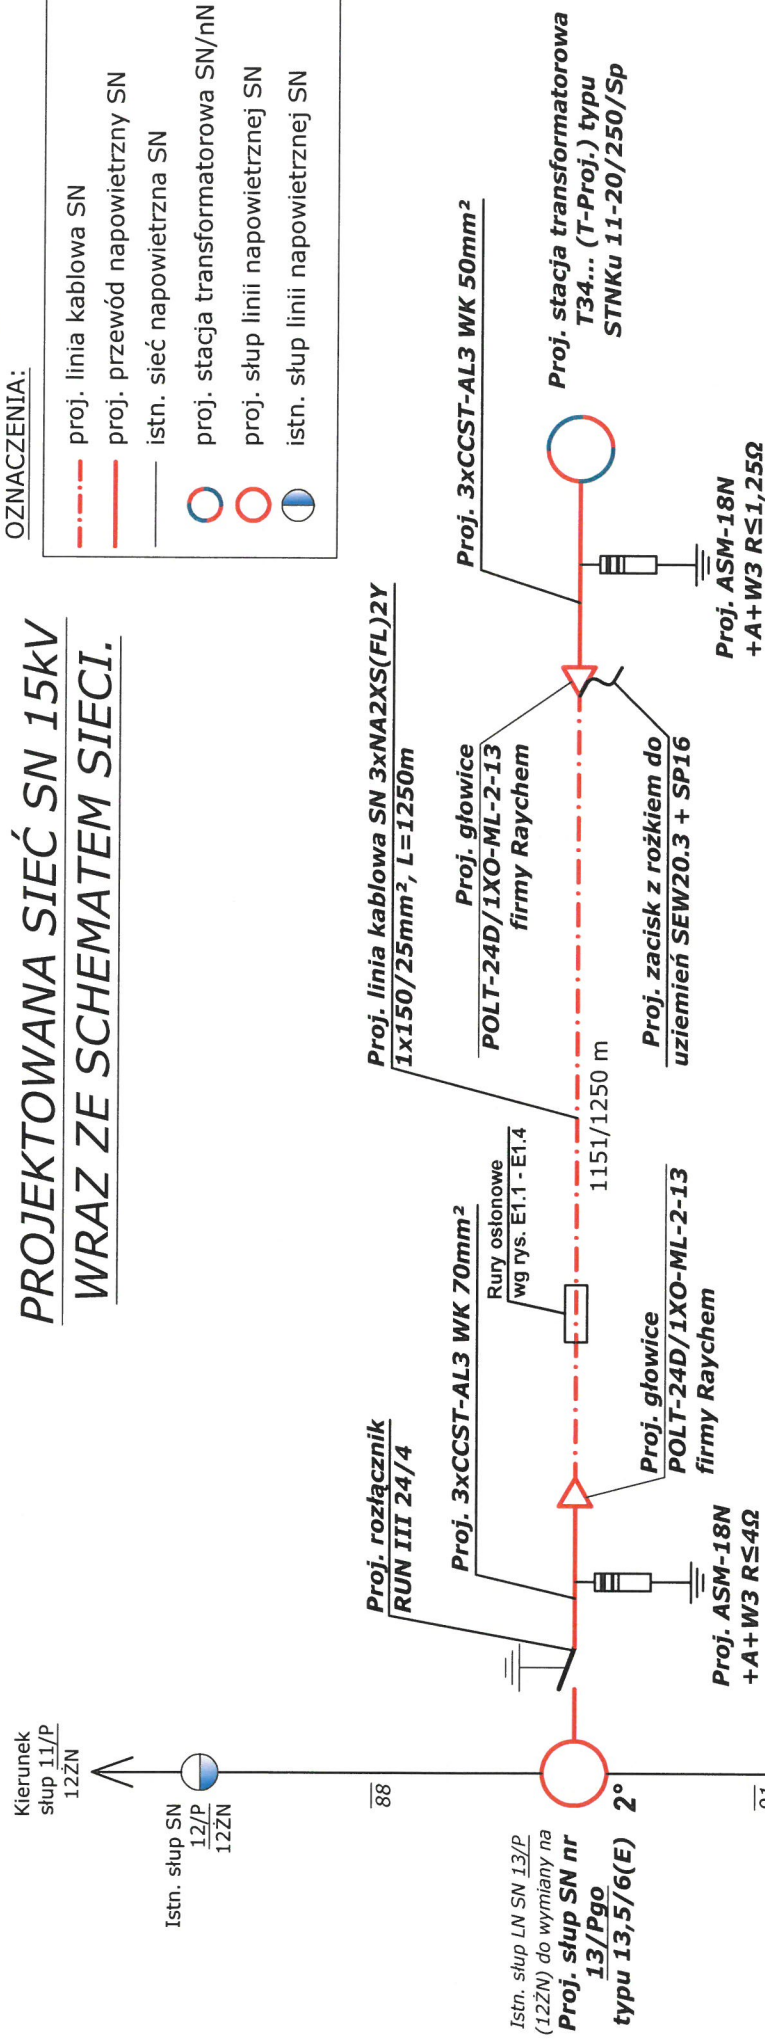 PROJEKTOWANA SIEĆ SN 15kV
WRAZ ZE SCHEMATEM SIECI.
OZNACZENIA:
proj. linia kablowa SN
proj. przewód napowietrzny SN
istn. sieć napowietrzna SN
proj. stacja transformatorowa SN/nN
proj. słup linii napowietrznej SN
istn. słup linii napowietrznej SN
Kierunek
słup 11/P
12ŻN
Istn. słup SN
12/P
12ŻN
88
Istn. słup LN SN 13/P
(12ŻN) do wymiany na
Proj. słup SN nr
13/Pgo
typu 13,5/6(E)
2°
Proj. rozłącznik
RUN III 24/4
Proj. 3xCCST-AL3 WK 70mm²
Proj. ASM-18N
+A+W3 R≤4Ω
Rury osłonowe
wg rys. E1.1 - E1.4
Proj. głowice
POLT-24D/1XO-ML-2-13
firmy Raychem
Proj. linia kablowa SN 3xNA2XS(FL)2Y
1x150/25mm², L=1250m
1151/1250 m
Proj. głowice
POLT-24D/1XO-ML-2-13
firmy Raychem
Proj. zacisk z rożkiem do
uziemień SEW20.3 + SP16
Proj. 3xCCST-AL3 WK 50mm²
Proj. ASM-18N
+A+W3 R≤1,25Ω
Proj. stacja transformatorowa
T34... (T-Proj.) typu
STNKu 11-20/250/Sp